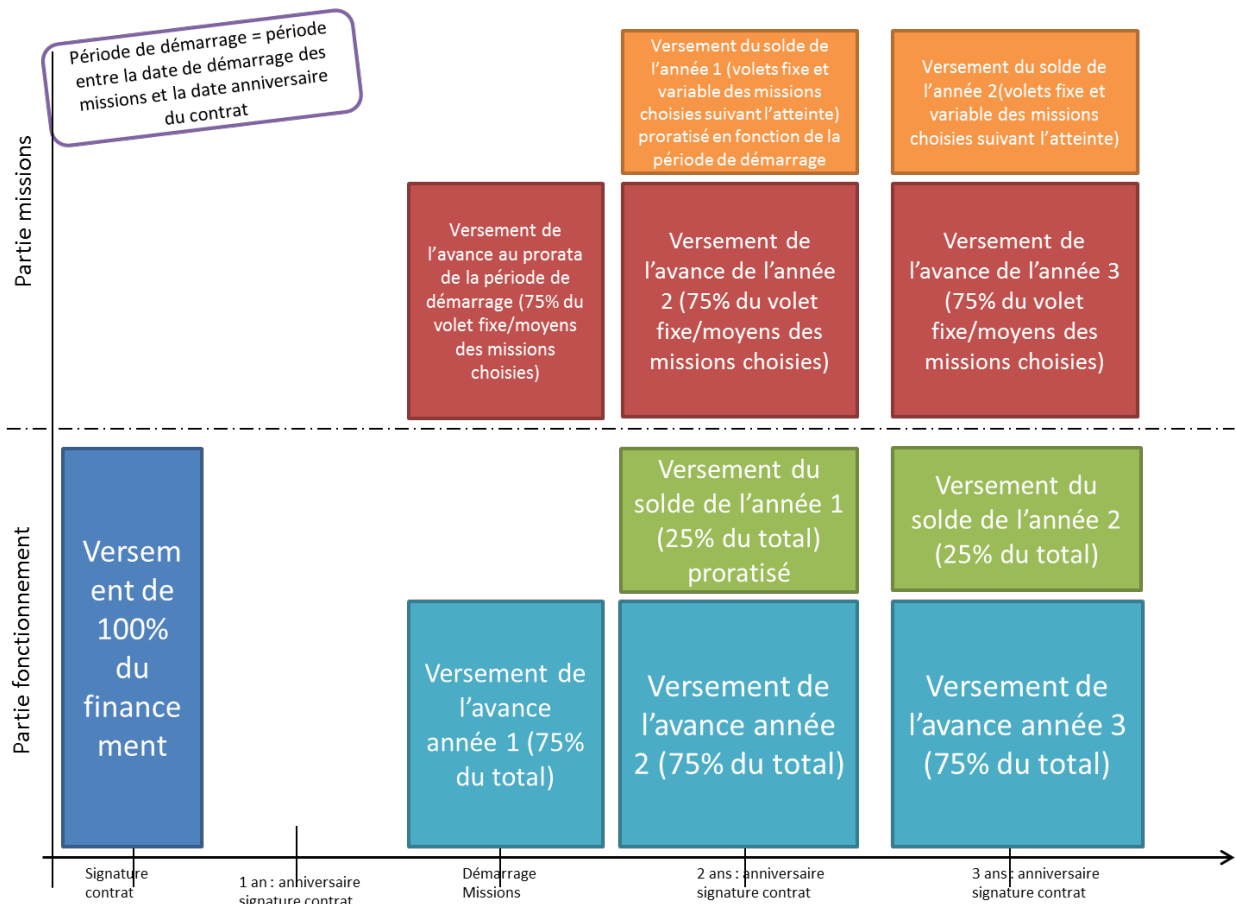 Période de démarrage = période
entre la date de démarrage des
missions et la date anniversaire
du contrat
Partie missions
Versement de
l’avance au prorata
de la période de
démarrage (75% du
volet fixe/moyens
des missions
choisies)
Versement du solde de
l’année 1 (volets fixe et
variable des missions
choisies suivant l’atteinte)
proratisé en fonction de la
période de démarrage
Versement de
l’avance de l’année
2 (75% du volet
fixe/moyens des
missions choisies)
Versement du solde de
l’année 2(volets fixe et
variable des missions
choisies suivant l’atteinte)
Versement de
l’avance de l’année 3
(75% du volet
fixe/moyens des
missions choisies)
Partie fonctionnement
Versem
ent de
100%
du
finance
ment
Versement de
l’avance
année 1 (75%
du total)
Versement du
solde de l’année 1
(25% du total)
proratisé
Versement de
l’avance année
2 (75% du total)
Versement du
solde de l’année 2
(25% du total)
Versement de
l’avance année 3
(75% du total)
Signature
contrat
1 an : anniversaire
signature contrat
Démarrage
Missions
2 ans : anniversaire
signature contrat
3 ans : anniversaire
signature contrat